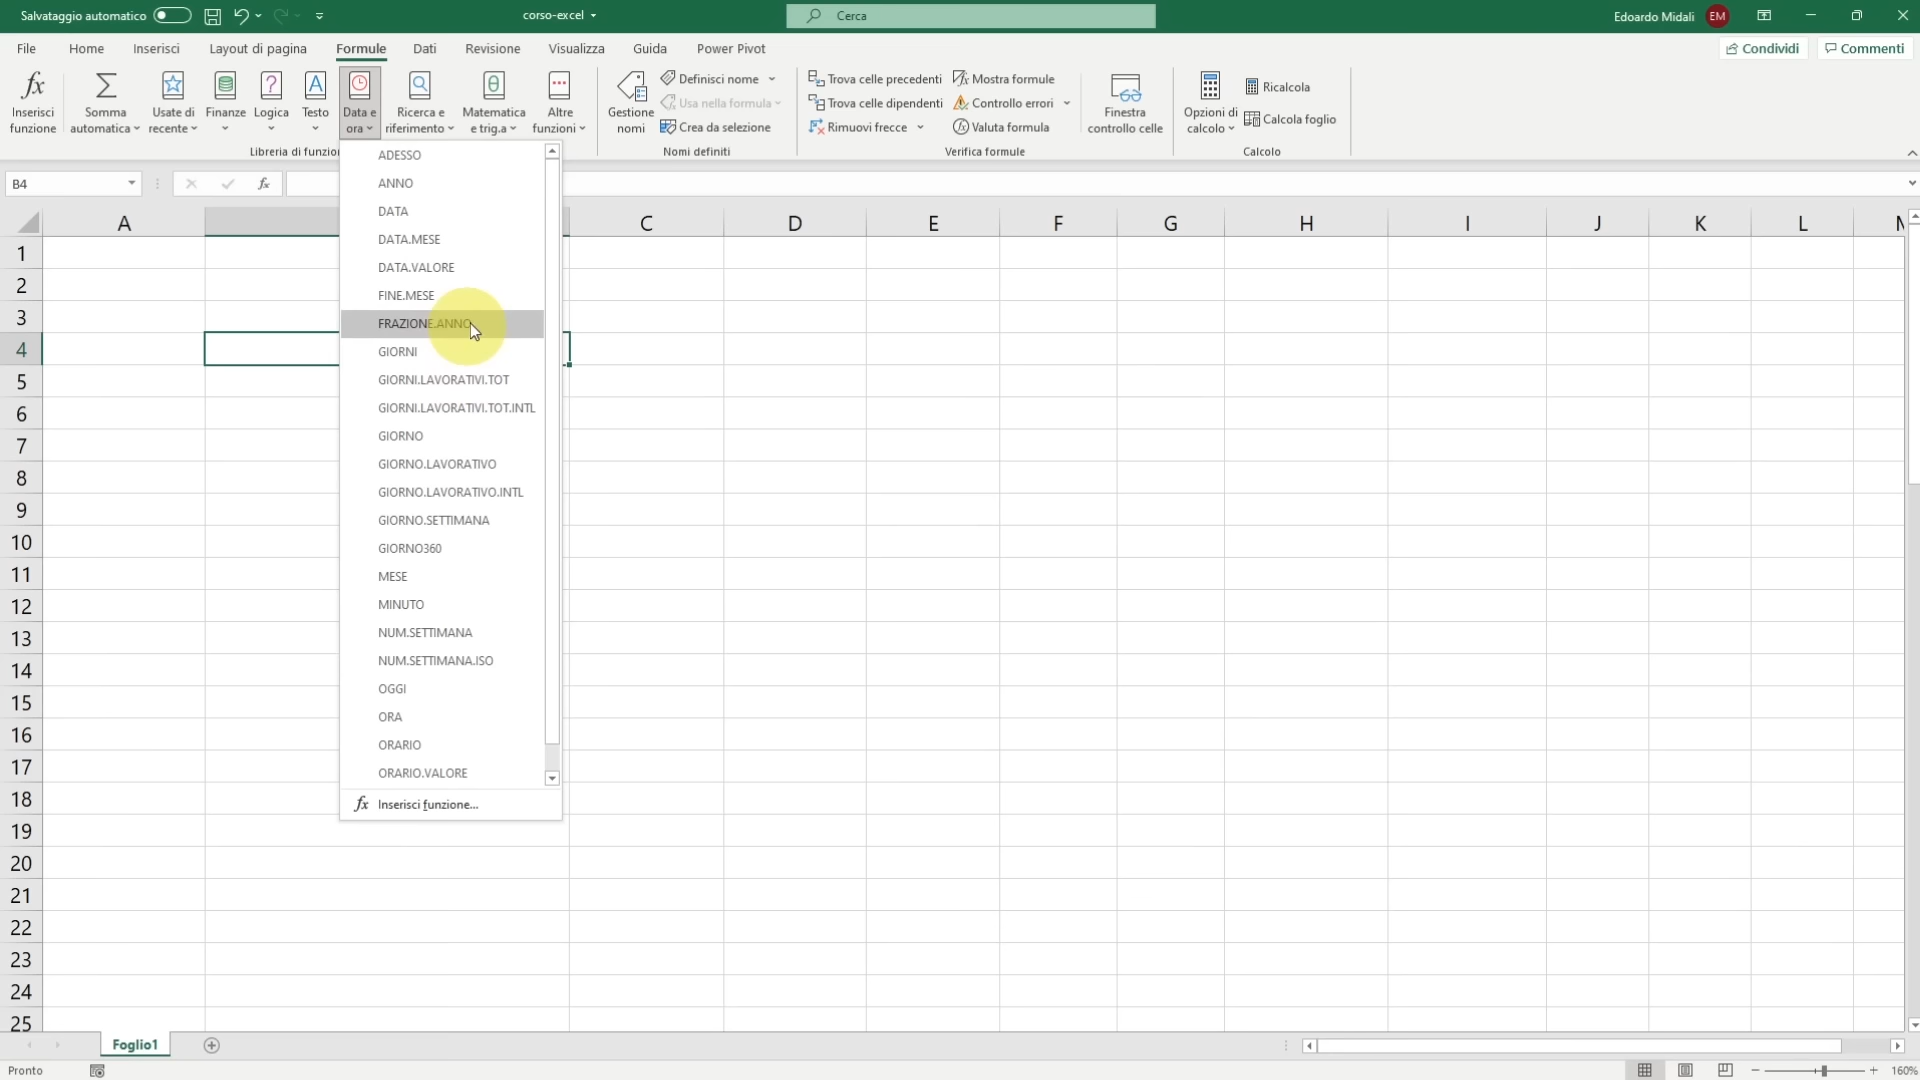 Salvataggio automatico
corso-excel
Cerca
Edoardo Midali
EM
File
Home
Inserisci
Layout di pagina
Formule
Dati
Revisione
Visualizza
Guida
Power Pivot
Condividi
Commenti
Inserisci funzione
Somma automatica
Usate di recente
Finanze
Logica
Testo
Data e ora
Ricerca e riferimento
Matematica e trig.a
Altre funzioni
Gestione nomi
Definisci nome
Usa nella formula
Crea da selezione
Trova celle precedenti
Trova celle dipendenti
Rimuovi frecce
Mostra formule
Controllo errori
Valuta formula
Finestra controllo celle
Opzioni di calcolo
Ricalcola
Calcola foglio
Libreria di funzion
Nomi definiti
Verifica formule
Calcolo
B4
fx
ADESSO
ANNO
DATA
DATA.MESE
DATA.VALORE
FINE.MESE
FRAZIONE.ANNO
GIORNI
GIORNI.LAVORATIVI.TOT
GIORNI.LAVORATIVI.TOT.INTL
GIORNO
GIORNO.LAVORATIVO
GIORNO.LAVORATIVO.INTL
GIORNO.SETTIMANA
GIORNO360
MESE
MINUTO
NUM.SETTIMANA
NUM.SETTIMANA.ISO
OGGI
ORA
ORARIO
ORARIO.VALORE
fx Inserisci funzione...
A C D E F G H I J K L
1
2
3
4
5
6
7
8
9
10
11
12
13
14
15
16
17
18
19
20
21
22
23
24
25
Foglio1
Pronto
160%